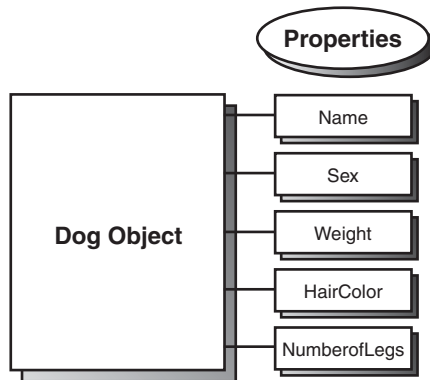 Properties
Name
Sex
Dog Object
Weight
HairColor
NumberofLegs